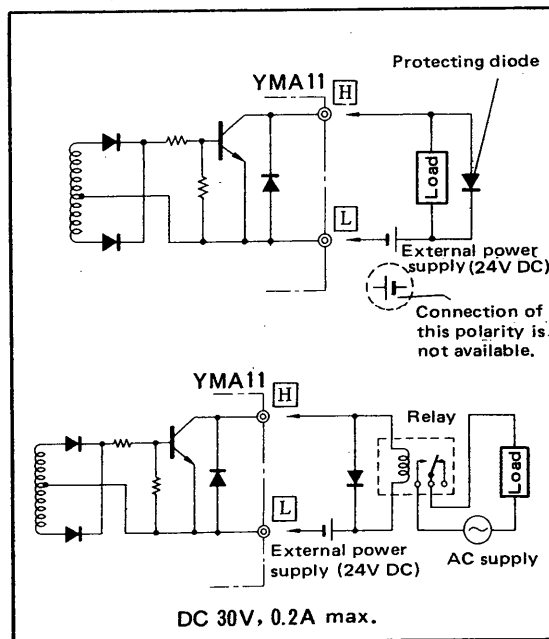 Protecting diode
YMA11
H
Load
L
External power
supply (24V DC)
Connection of
this polarity is
not available.
YMA11
H
Relay
Load
L
External power
supply (24V DC)
AC supply
DC 30V, 0.2A max.